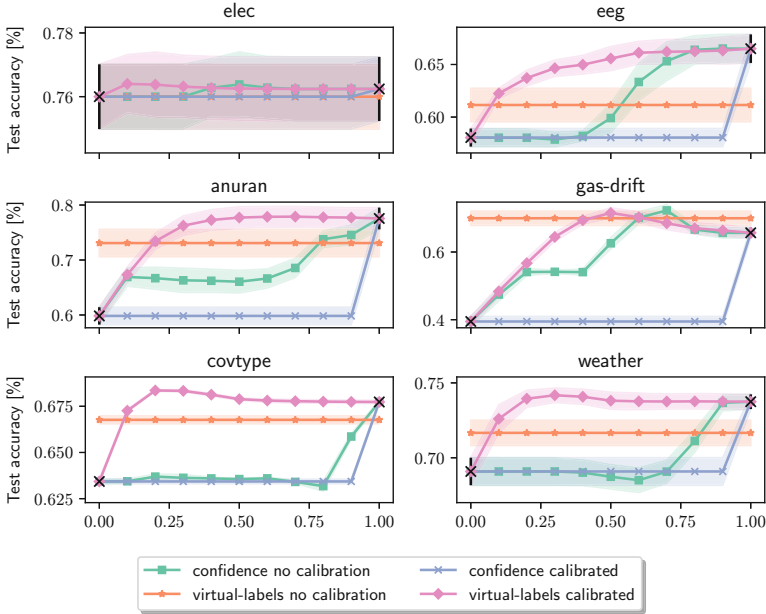 elec
eeg
Test accuracy [%]
0.78
0.76
0.65
0.60
anuran
gas-drift
Test accuracy [%]
0.8
0.7
0.6
0.6
0.4
covtype
weather
Test accuracy [%]
0.675
0.650
0.625
0.75
0.70
0.00 0.25 0.50 0.75 1.00
0.00 0.25 0.50 0.75 1.00
confidence no calibration
confidence calibrated
virtual-labels no calibration
virtual-labels calibrated